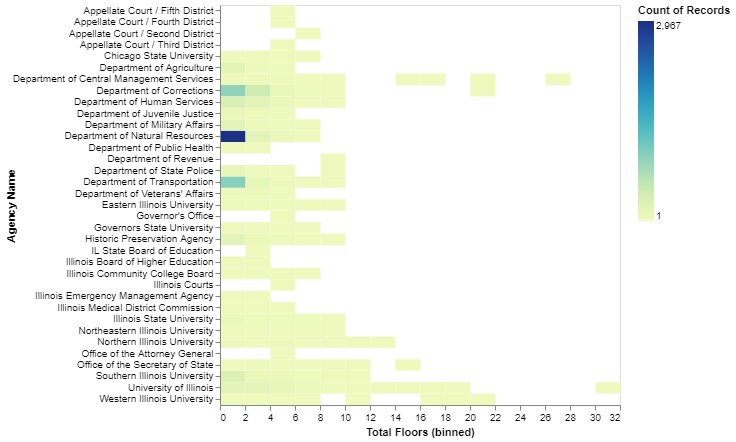 Appellate Court / Fifth District
Appellate Court / Fourth District
Appellate Court / Second District
Appellate Court / Third District
Chicago State University
Department of Agriculture
Department of Central Management Services
Department of Corrections
Department of Human Services
Department of Juvenile Justice
Department of Military Affairs
Department of Natural Resources
Department of Public Health
Department of Revenue
Department of State Police
Department of Transportation
Department of Veterans' Affairs
Eastern Illinois University
Governor's Office
Governors State University
Historic Preservation Agency
IL State Board of Education
Illinois Board of Higher Education
Illinois Community College Board
Illinois Courts
Illinois Emergency Management Agency
Illinois Medical District Commission
Illinois State University
Northeastern Illinois University
Northern Illinois University
Office of the Attorney General
Office of the Secretary of State
Southern Illinois University
University of Illinois
Western Illinois University
Agency Name
0 2 4 6 8 10 12 14 16 18 20 22 24 26 28 30 32
Total Floors (binned)
Count of Records
2,967
1